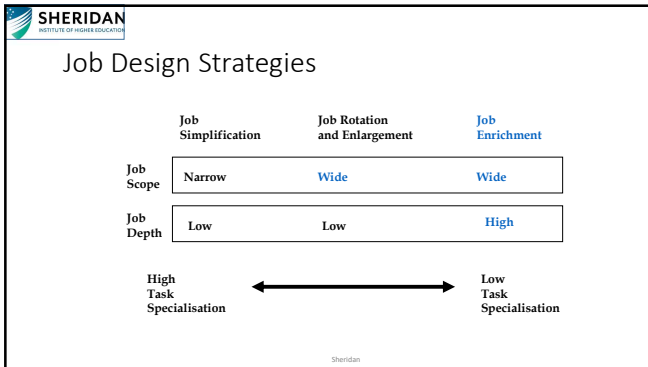 SHERIDAN
INSTITUTE OF HIGHER EDUCATION
Job Design Strategies
Job Job Rotation Job
Simplification and Enlargement Enrichment
Job
Scope Narrow Wide Wide
Job
Depth Low Low High
High Low
Task Task
Specialisation Specialisation
Sheridan